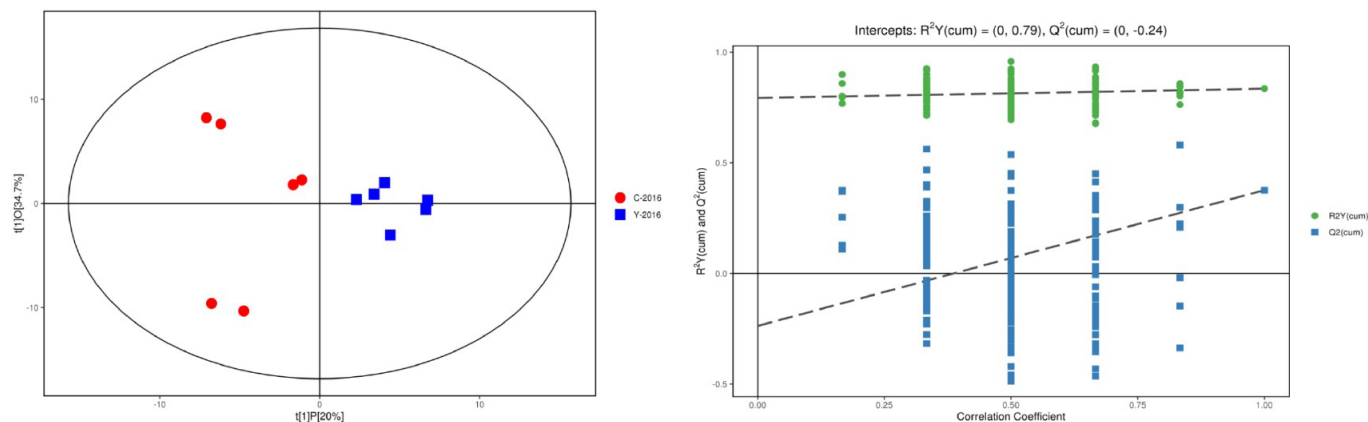 10
0
-10
t[1]O[34.7%]
-10
0
10
t[1]P[20%]
C-2016
Y-2016
Intercepts: R²Y(cum) = (0, 0.79), Q²(cum) = (0, -0.24)
1.0
0.5
0.0
-0.5
R²Y(cum) and Q²(cum)
0.00
0.25
0.50
0.75
1.00
Correlation Coefficient
R2Y(cum)
Q2(cum)